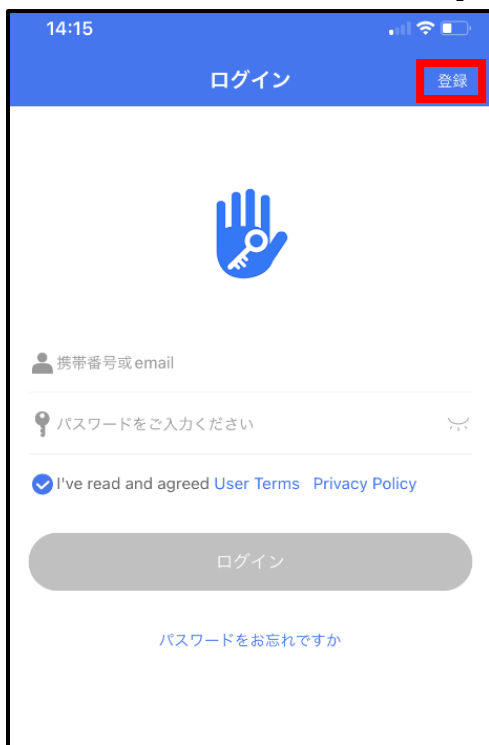 14:15
ログイン
登録
携帯番号或email
パスワードをご入力ください
I've read and agreed User Terms Privacy Policy
ログイン
パスワードをお忘れですか